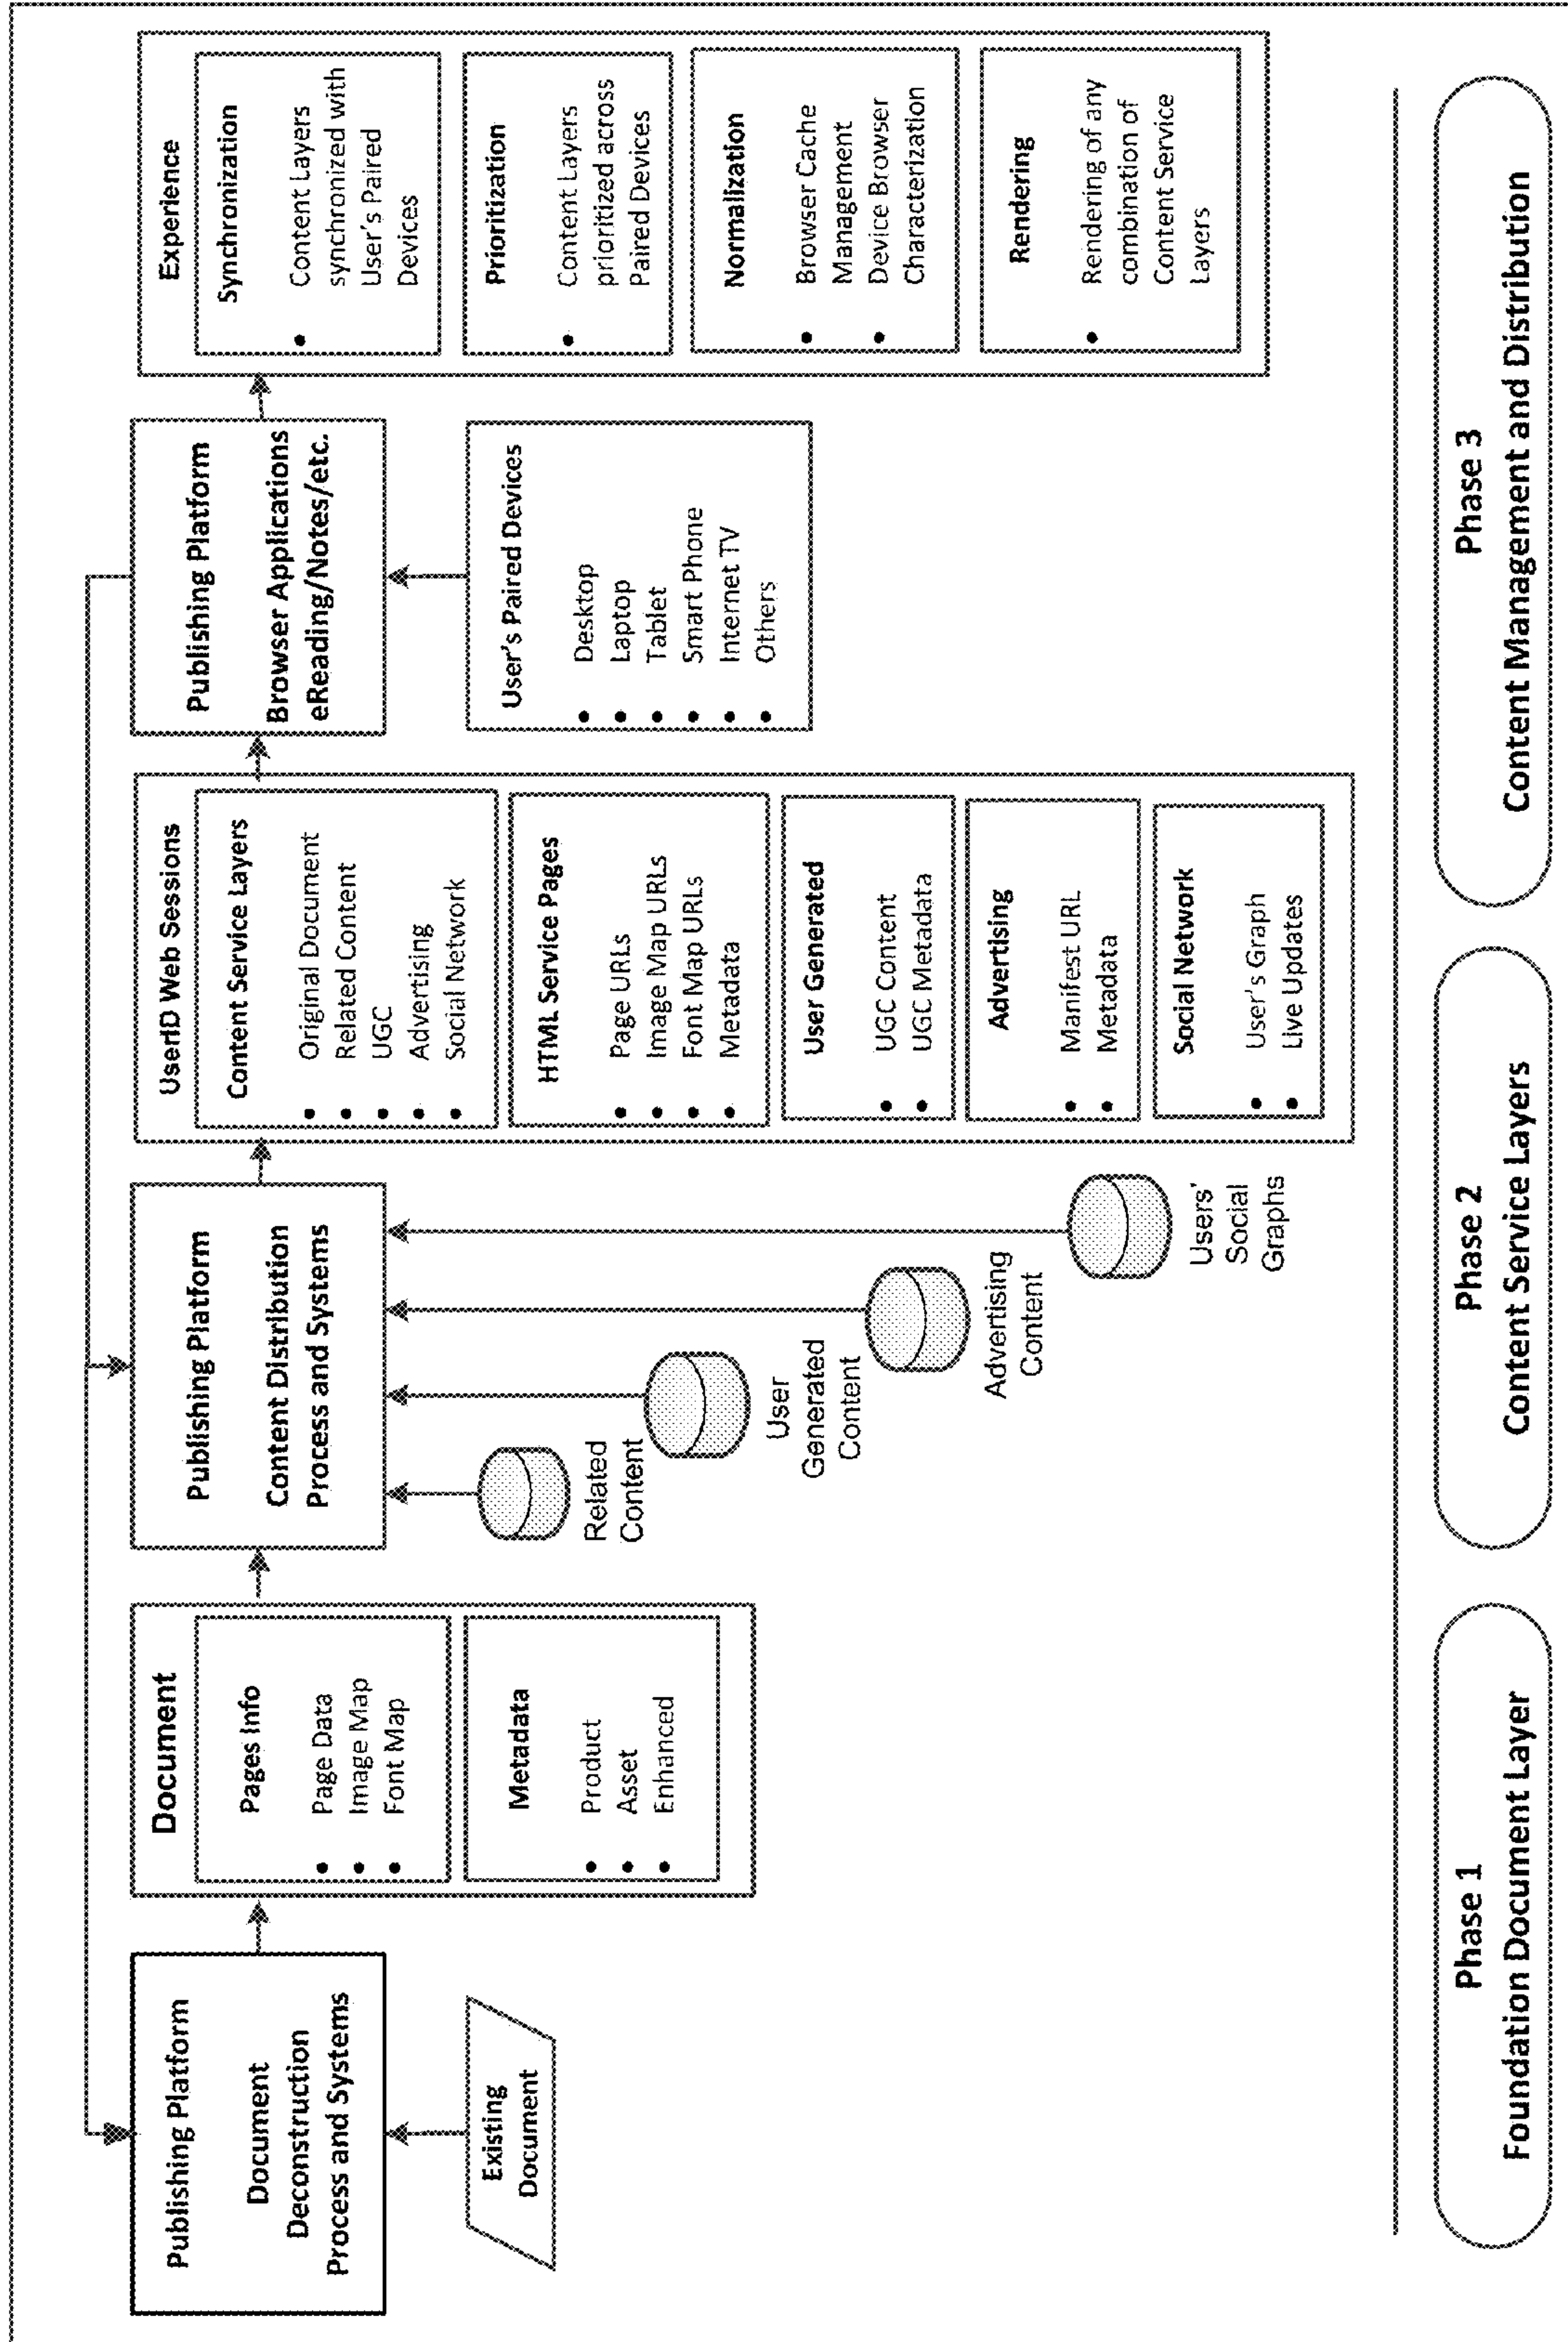 Publishing Platform
Document
Deconstruction
Process and Systems
Existing
Document
Document
Pages Info
• Page Data
• Image Map
• Font Map
Metadata
• Product
• Asset
• Enhanced
Publishing Platform
Content Distribution
Process and Systems
Related
Content
User
Generated
Content
Advertising
Content
Users'
Social
Graphs
UserID Web Sessions
Content Service Layers
• Original Document
• Related Content
• UGC
• Advertising
• Social Network
HTML Service Pages
• Page URLs
• Image Map URLs
• Font Map URLs
• Metadata
User Generated
• UGC Content
• UGC Metadata
Advertising
• Manifest URL
• Metadata
Social Network
• User's Graph
• Live Updates
Publishing Platform
Browser Applications
eReading/Notes/etc.
User's Paired Devices
• Desktop
• Laptop
• Tablet
• Smart Phone
• Internet TV
• Others
Experience
Synchronization
• Content Layers
synchronized with
User's Paired
Devices
Prioritization
• Content Layers
prioritized across
Paired Devices
Normalization
• Browser Cache
Management
• Device Browser
Characterization
Rendering
• Rendering of any
combination of
Content Service
Layers
Phase 1
Foundation Document Layer
Phase 2
Content Service Layers
Phase 3
Content Management and Distribution